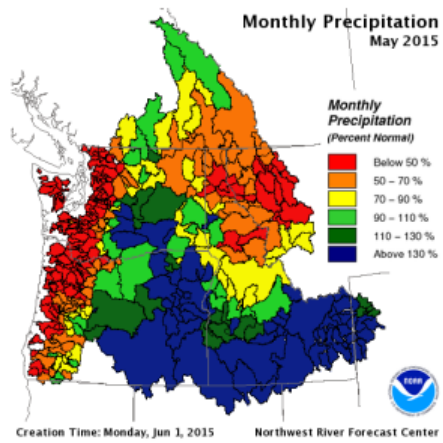 Monthly Precipitation
May 2015
Monthly
Precipitation
(Percent Normal)
Below 50 %
50 - 70 %
70 - 90 %
90 - 110 %
110 - 130 %
Above 130 %
NOAA
Creation Time: Monday, Jun 1, 2015
Northwest River Forecast Center